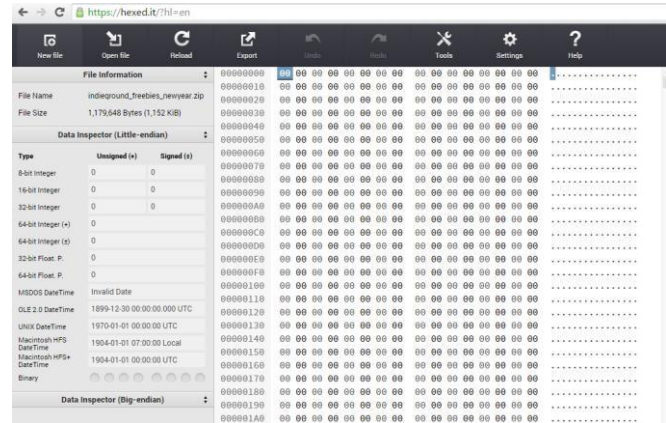 https://hexed.it/?hl=en
New file Open file Reload Export Undo Redo Tools Settings Help
File Information
File Name indieground_freebies_newyear.zip
File Size 1,179,648 Bytes (1,152 KiB)
Data Inspector (Little-endian)
Type Unsigned (+) Signed (±)
8-bit Integer 0 0
16-bit Integer 0 0
32-bit Integer 0 0
64-bit Integer (+) 0
64-bit Integer (±) 0
32-bit Float. P. 0
64-bit Float. P. 0
MSDOS DateTime Invalid Date
OLE 2.0 DateTime 1899-12-30 00:00:00.000 UTC
UNIX DateTime 1970-01-01 00:00:00 UTC
Macintosh HFS DateTime 1904-01-01 07:00:00 Local
Macintosh HFS+ DateTime 1904-01-01 00:00:00 UTC
Binary
Data Inspector (Big-endian)
00000000 00 00 00 00 00 00 00 00 00 00 00 00 00 00 00 00 ................
00000010 00 00 00 00 00 00 00 00 00 00 00 00 00 00 00 00 ................
00000020 00 00 00 00 00 00 00 00 00 00 00 00 00 00 00 00 ................
00000030 00 00 00 00 00 00 00 00 00 00 00 00 00 00 00 00 ................
00000040 00 00 00 00 00 00 00 00 00 00 00 00 00 00 00 00 ................
00000050 00 00 00 00 00 00 00 00 00 00 00 00 00 00 00 00 ................
00000060 00 00 00 00 00 00 00 00 00 00 00 00 00 00 00 00 ................
00000070 00 00 00 00 00 00 00 00 00 00 00 00 00 00 00 00 ................
00000080 00 00 00 00 00 00 00 00 00 00 00 00 00 00 00 00 ................
00000090 00 00 00 00 00 00 00 00 00 00 00 00 00 00 00 00 ................
000000A0 00 00 00 00 00 00 00 00 00 00 00 00 00 00 00 00 ................
000000B0 00 00 00 00 00 00 00 00 00 00 00 00 00 00 00 00 ................
000000C0 00 00 00 00 00 00 00 00 00 00 00 00 00 00 00 00 ................
000000D0 00 00 00 00 00 00 00 00 00 00 00 00 00 00 00 00 ................
000000E0 00 00 00 00 00 00 00 00 00 00 00 00 00 00 00 00 ................
000000F0 00 00 00 00 00 00 00 00 00 00 00 00 00 00 00 00 ................
00000100 00 00 00 00 00 00 00 00 00 00 00 00 00 00 00 00 ................
00000110 00 00 00 00 00 00 00 00 00 00 00 00 00 00 00 00 ................
00000120 00 00 00 00 00 00 00 00 00 00 00 00 00 00 00 00 ................
00000130 00 00 00 00 00 00 00 00 00 00 00 00 00 00 00 00 ................
00000140 00 00 00 00 00 00 00 00 00 00 00 00 00 00 00 00 ................
00000150 00 00 00 00 00 00 00 00 00 00 00 00 00 00 00 00 ................
00000160 00 00 00 00 00 00 00 00 00 00 00 00 00 00 00 00 ................
00000170 00 00 00 00 00 00 00 00 00 00 00 00 00 00 00 00 ................
00000180 00 00 00 00 00 00 00 00 00 00 00 00 00 00 00 00 ................
00000190 00 00 00 00 00 00 00 00 00 00 00 00 00 00 00 00 ................
000001A0 00 00 00 00 00 00 00 00 00 00 00 00 00 00 00 00 ................